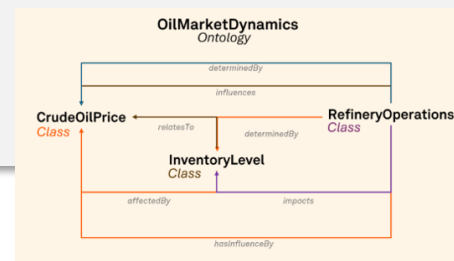 OilMarketDynamics
Ontology
determinedBy
influences
CrudeOilPrice
Class
relatesTo
determinedBy
RefineryOperations
Class
InventoryLevel
Class
affectedBy
impacts
hasInfluenceBy